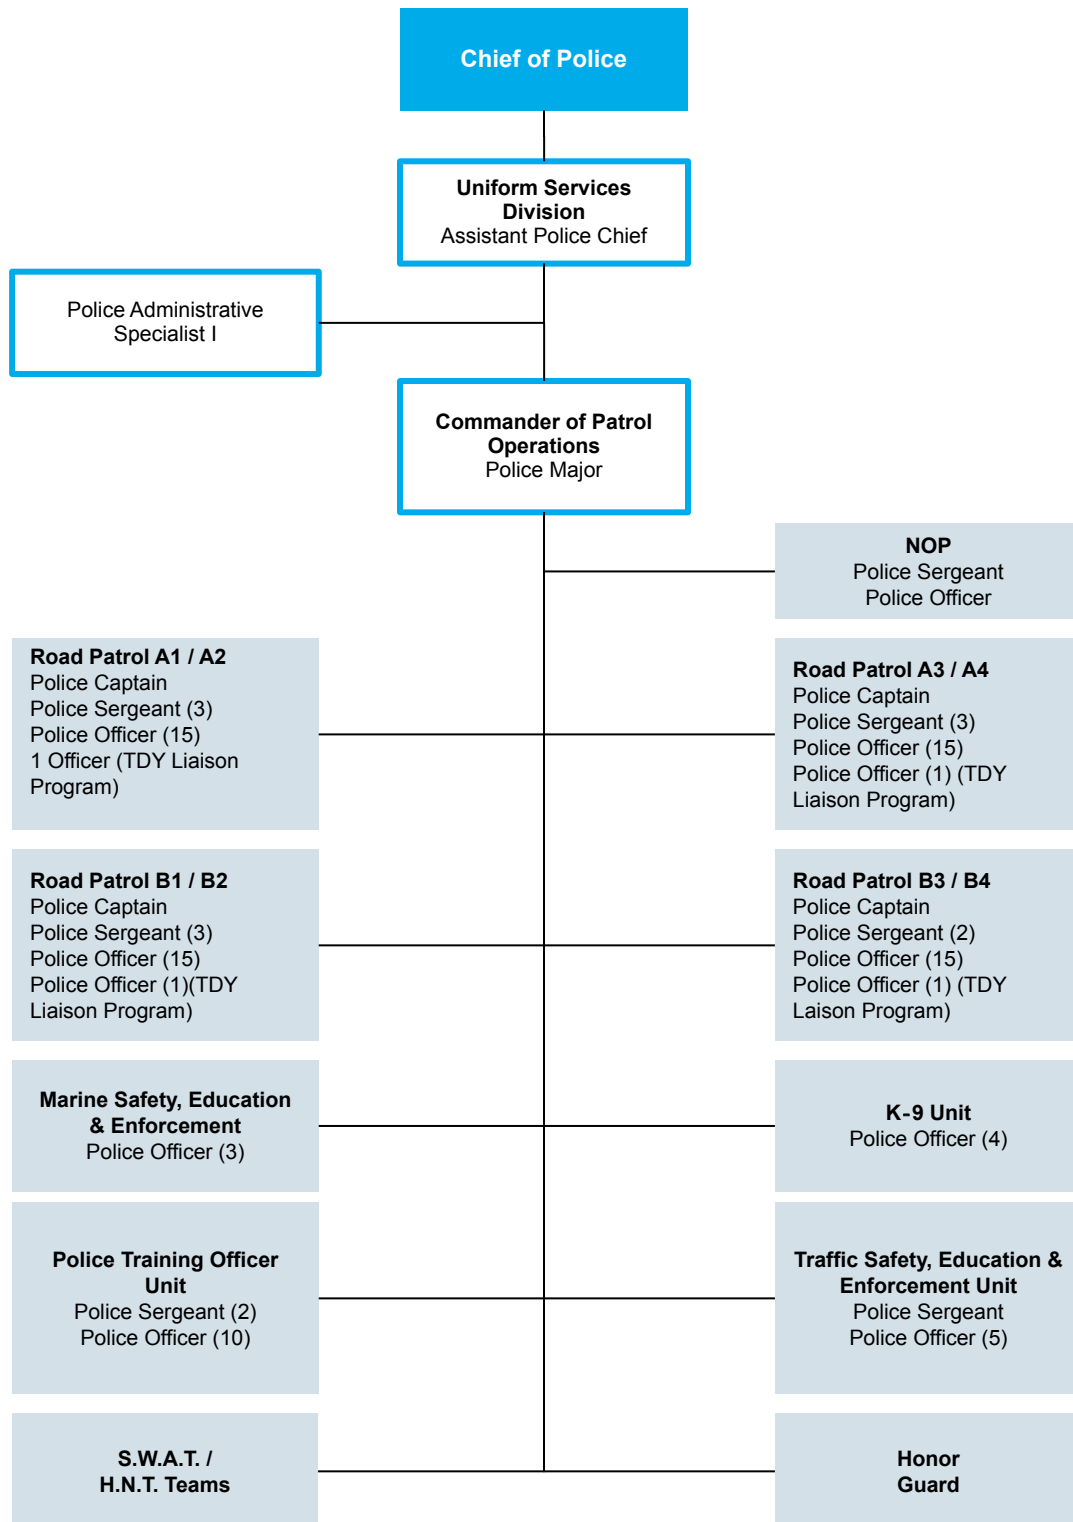 Chief of Police
Uniform Services
Division
Assistant Police Chief
Police Administrative
Specialist I
Commander of Patrol
Operations
Police Major
NOP
Police Sergeant
Police Officer
Road Patrol A1 / A2
Police Captain
Police Sergeant (3)
Police Officer (15)
1 Officer (TDY Liaison
Program)
Road Patrol A3 / A4
Police Captain
Police Sergeant (3)
Police Officer (15)
Police Officer (1) (TDY
Liaison Program)
Road Patrol B1 / B2
Police Captain
Police Sergeant (3)
Police Officer (15)
Police Officer (1)(TDY
Liaison Program)
Road Patrol B3 / B4
Police Captain
Police Sergeant (2)
Police Officer (15)
Police Officer (1) (TDY
Laison Program)
Marine Safety, Education
& Enforcement
Police Officer (3)
K-9 Unit
Police Officer (4)
Police Training Officer
Unit
Police Sergeant (2)
Police Officer (10)
Traffic Safety, Education &
Enforcement Unit
Police Sergeant
Police Officer (5)
S.W.A.T. /
H.N.T. Teams
Honor
Guard